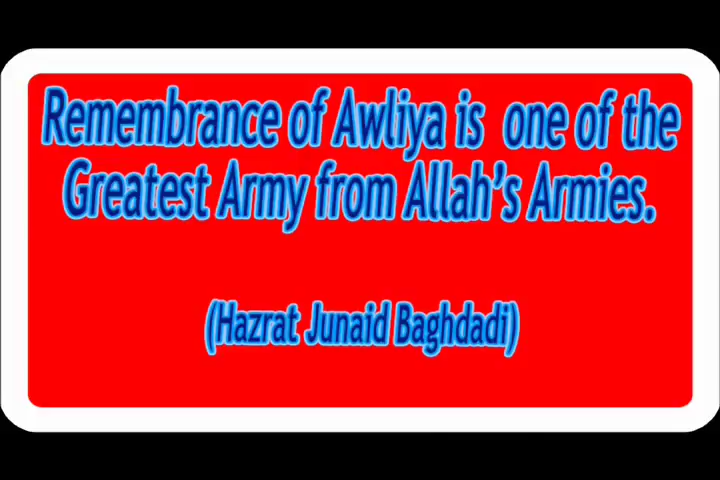 Remembrance of Awliya is one of the
Greatest Army from Allah's Armies.
(Hazrat Junaid Baghdadi)